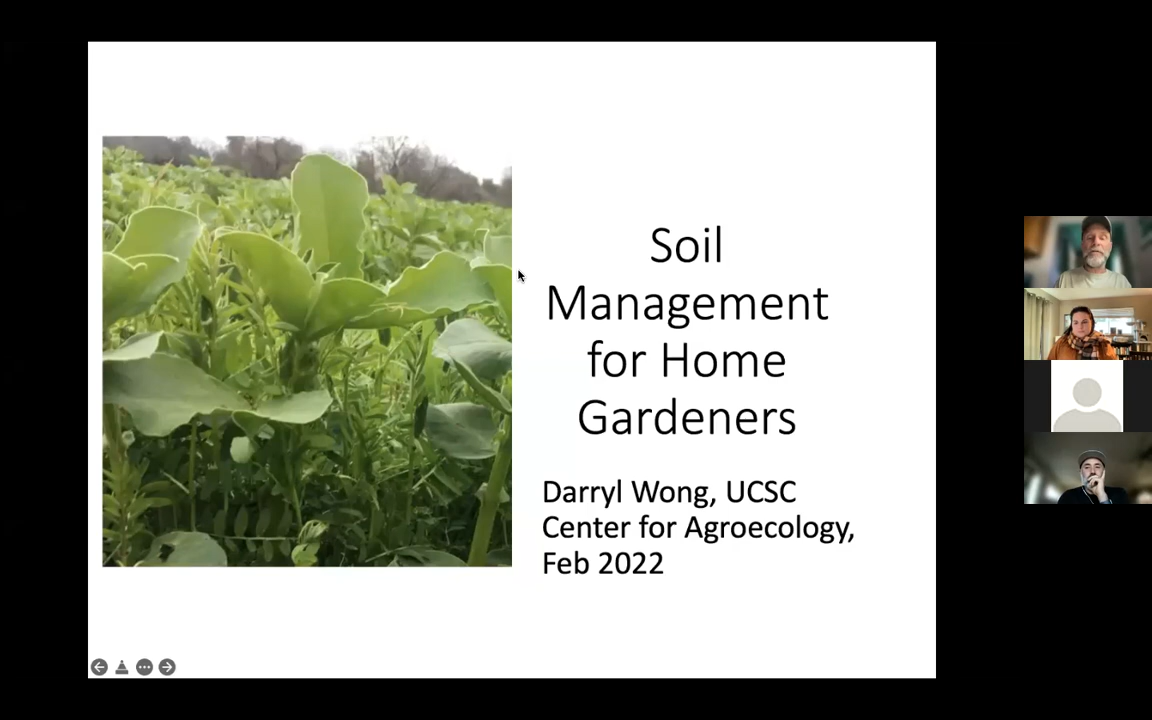 Soil
Management
for Home
Gardeners
Darryl Wong, UCSC
Center for Agroecology,
Feb 2022